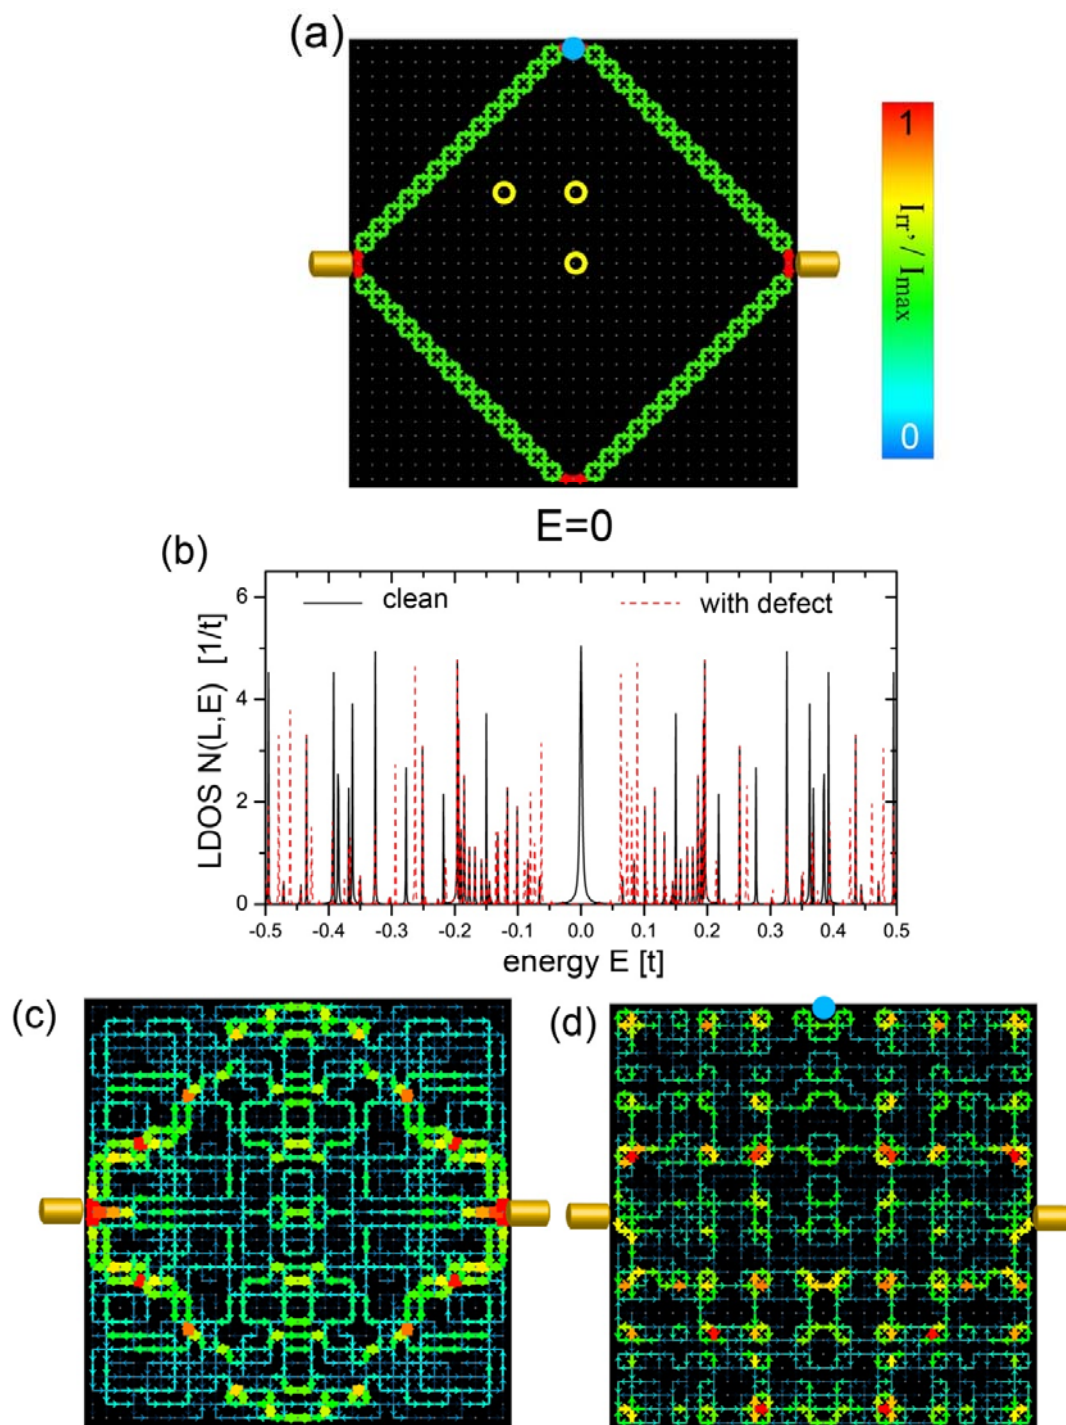 (a)
1
I_rr' / I_max
0
E=0
(b)
LDOS N(L,E) [1/t]
clean
with defect
6
4
2
0
-0.5 -0.4 -0.3 -0.2 -0.1 0.0 0.1 0.2 0.3 0.4 0.5
energy E [t]
(c)
(d)